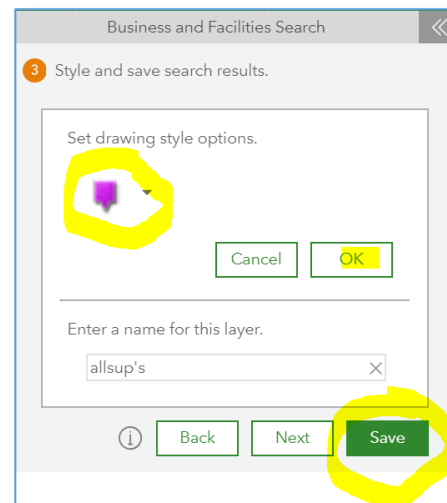 Business and Facilities Search
3 Style and save search results.
Set drawing style options.
Cancel OK
Enter a name for this layer.
allsup's
Back Next Save